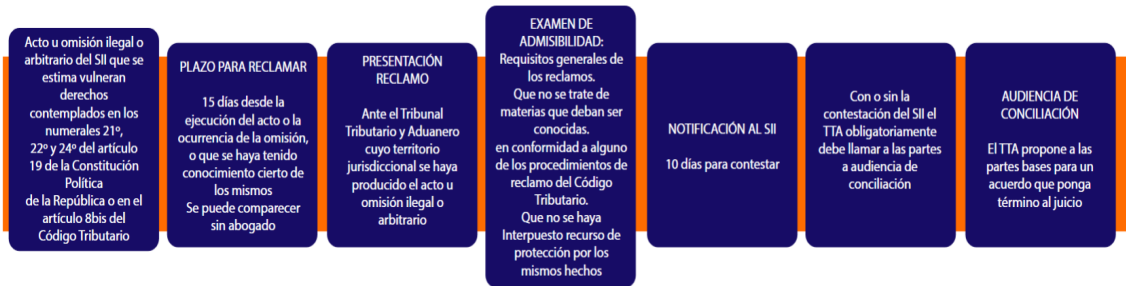 Acto u omisión ilegal o
arbitrario del SII que se
estima vulneran
derechos
contemplados en los
numerales 21º,
22º y 24º del artículo
19 de la Constitución
Política
de la República o en el
artículo 8bis del
Código Tributario
PLAZO PARA RECLAMAR
15 días desde la
ejecución del acto o la
ocurrencia de la omisión,
o que se haya tenido
conocimiento cierto de
los mismos
Se puede comparecer
sin abogado
PRESENTACIÓN
RECLAMO
Ante el Tribunal
Tributario y Aduanero
cuyo territorio
jurisdiccional se haya
producido el acto u
omisión ilegal o
arbitrario
EXAMEN DE
ADMISIBILIDAD:
Requisitos generales de
los reclamos.
Que no se trate de
materias que deban ser
conocidas.
en conformidad a alguno
de los procedimientos de
reclamo del Código
Tributario.
Que no se haya
Interpuesto recurso de
protección por los
mismos hechos
NOTIFICACIÓN AL SII
10 días para contestar
Con o sin la
contestación del SII el
TTA obligatoriamente
debe llamar a las partes
a audiencia de
conciliación
AUDIENCIA DE
CONCILIACIÓN
El TTA propone a las
partes bases para un
acuerdo que ponga
término al juicio